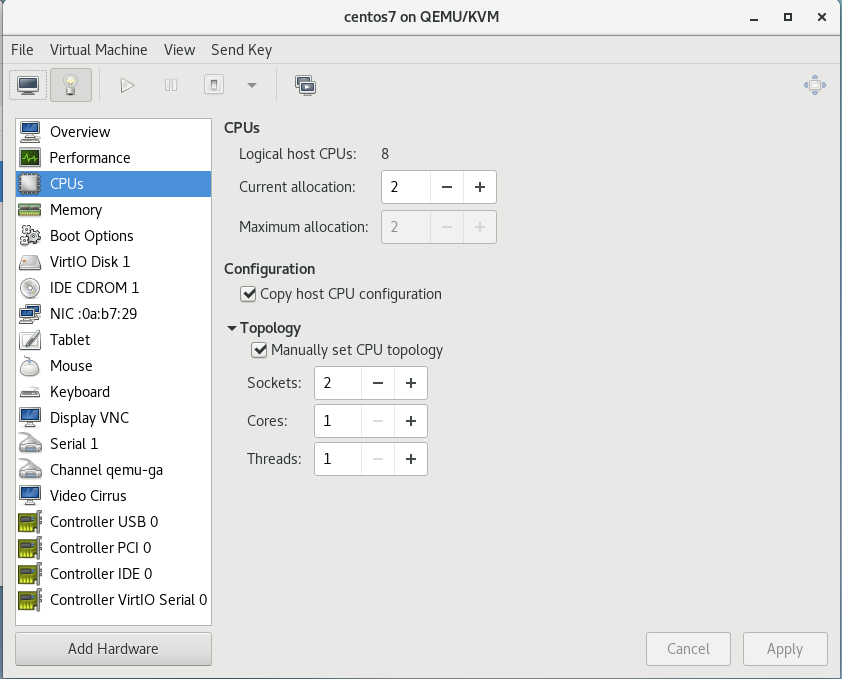 centos7 on QEMU/KVM
File Virtual Machine View Send Key
Overview
Performance
CPUs
Memory
Boot Options
VirtIO Disk 1
IDE CDROM 1
NIC :0a:b7:29
Tablet
Mouse
Keyboard
Display VNC
Serial 1
Channel qemu-ga
Video Cirrus
Controller USB 0
Controller PCI 0
Controller IDE 0
Controller VirtIO Serial 0
Add Hardware
CPUs
Logical host CPUs: 8
Current allocation: 2
Maximum allocation: 2
Configuration
Copy host CPU configuration
Topology
Manually set CPU topology
Sockets: 2
Cores: 1
Threads: 1
Cancel Apply